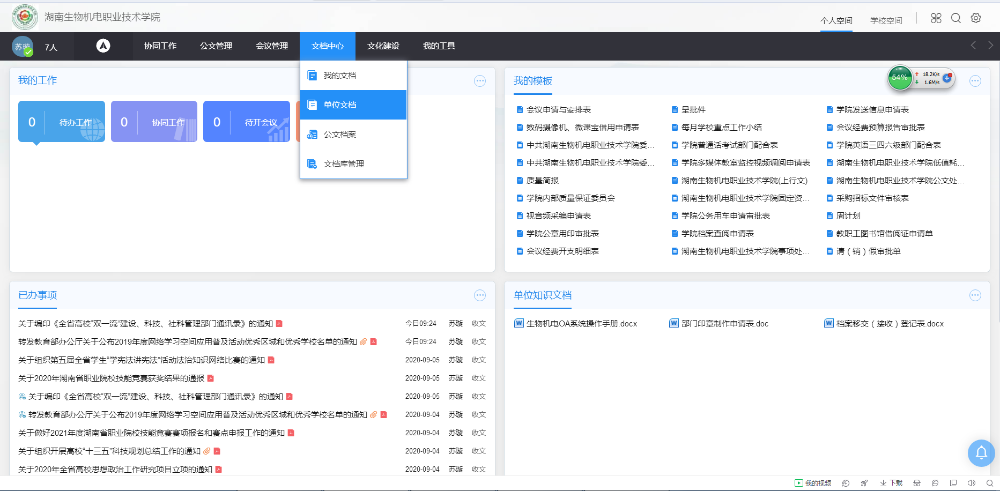 湖南生物机电职业技术学院
个人空间 学校空间
苏璇 7人 协同工作 公文管理 会议管理 文档中心 文化建设 我的工具
我的文档
单位文档
公文档案
文档库管理
我的工作
0 待办工作 0 协同工作 0 待开会议
我的模板
54% 18.2K/s
1.6M/s
会议申请与安排表 呈批件 学院发送信息申请表
数码摄像机、微课宝借用申请表 每月学校重点工作小结 会议经费预算报告审批表
中共湖南生物机电职业技术学院委... 学院普通话考试部门配合表 学院英语三四六级部门配合表
中共湖南生物机电职业技术学院委... 学院多媒体教室监控视频调阅申请表 湖南生物机电职业技术学院低值耗...
质量简报 湖南生物机电职业技术学院(上行文) 湖南生物机电职业技术学院公文处...
学院内部质量保证委员会 湖南生物机电职业技术学院固定资... 采购招标文件审核表
视音频采编申请表 学院公务用车申请审批表 周计划
学院公章用印审批表 学院档案查阅申请表 教职工图书馆借阅证申请单
会议经费开支明细表 湖南生物机电职业技术学院事项处... 请（销）假审批单
已办事项
关于编印《全省高校“双一流”建设、科技、社科管理部门通讯录》的通知 今日09:24 苏璇 收文
转发教育部办公厅关于公布2019年度网络学习空间应用普及活动优秀区域和优秀学校名单的通知 今日09:24 苏璇 收文
关于组织第五届全省学生“学宪法讲宪法”活动法治知识网络比赛的通知 2020-09-05 苏璇 收文
关于2020年湖南省职业院校技能竞赛获奖结果的通报 2020-09-05 苏璇 收文
关于编印《全省高校“双一流”建设、科技、社科管理部门通讯录》的通知 2020-09-05 苏璇 收文
转发教育部办公厅关于公布2019年度网络学习空间应用普及活动优秀区域和优秀学校名单的通知 2020-09-04 苏璇 收文
关于做好2021年度湖南省职业院校技能竞赛赛项报名和赛点申报工作的通知 2020-09-04 苏璇 收文
关于组织开展高校“十三五”科技规划总结工作的通知 2020-09-04 苏璇 收文
关于2020年全省高校思想政治工作研究项目立项的通知 2020-09-04 苏璇 收文
单位知识文档
生物机电OA系统操作手册.docx 部门印章制作申请表.doc 档案移交（接收）登记表.docx
我的视频 下载